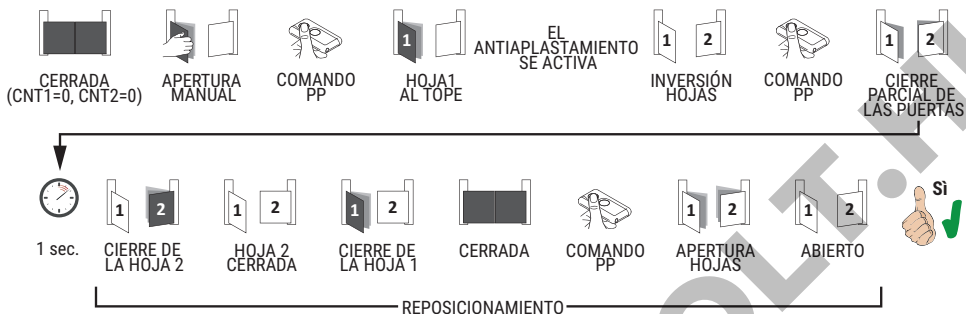 1
1
2
1
2
CERRADA
(CNT1=0, CNT2=0)
APERTURA
MANUAL
COMANDO
PP
HOJA1
AL TOPE
EL
ANTIAPLASTAMIENTO
SE ACTIVA
INVERSIÓN
HOJAS
COMANDO
PP
CIERRE
PARCIAL DE
LAS PUERTAS
1
2
1
2
1
2
1
2
1
2
Sì
1 sec.
CIERRE DE
LA HOJA 2
HOJA 2
CERRADA
CIERRE DE
LA HOJA 1
CERRADA
COMANDO
PP
APERTURA
HOJAS
ABIERTO
REPOSICIONAMIENTO